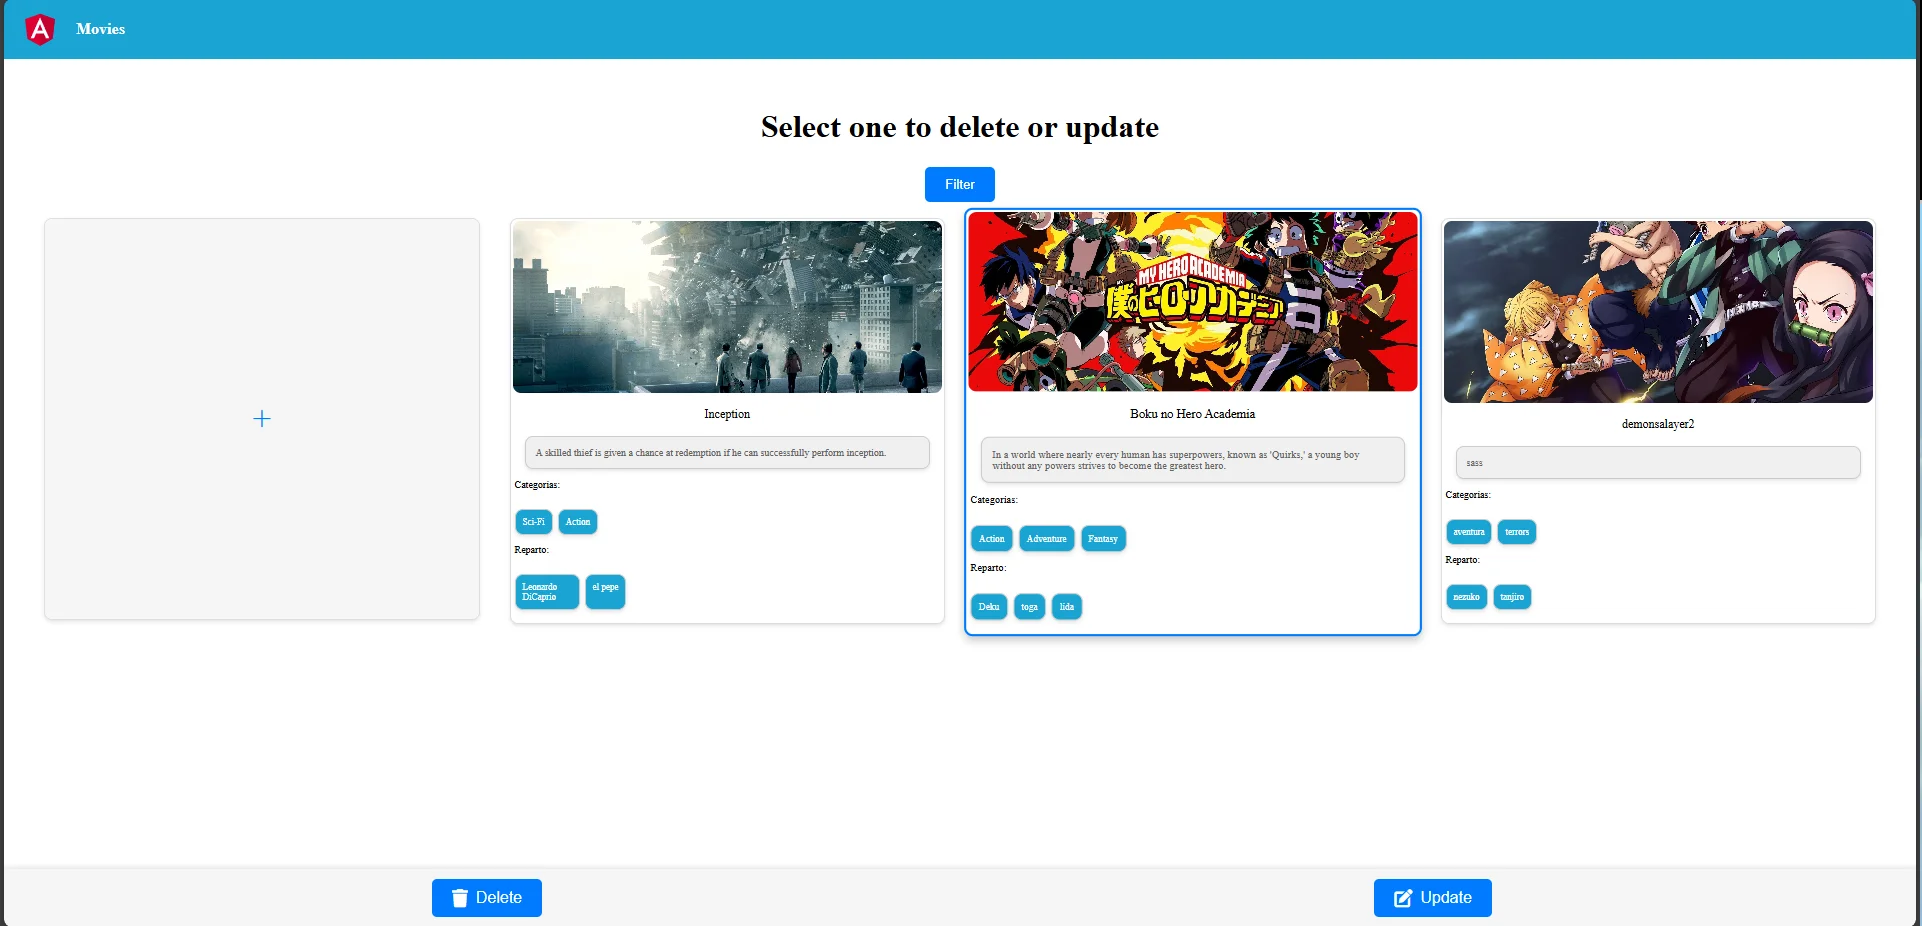 Movies
Select one to delete or update
Filter
Inception
A skilled thief is given a chance at redemption if he can successfully perform inception.
Categorias:
Sci-Fi
Action
Reparto:
Leonardo
DiCaprio
el pepe
MY HERO ACADEMIA
僕のヒーローアカデミア
Boku no Hero Academia
In a world where nearly every human has superpowers, known as 'Quirks,' a young boy
without any powers strives to become the greatest hero.
Categorias:
Action
Adventure
Fantasy
Reparto:
Deku
toga
lida
demonsalayer2
sass
Categorias:
aventura
terrors
Reparto:
nezuko
tanjiro
Delete
Update